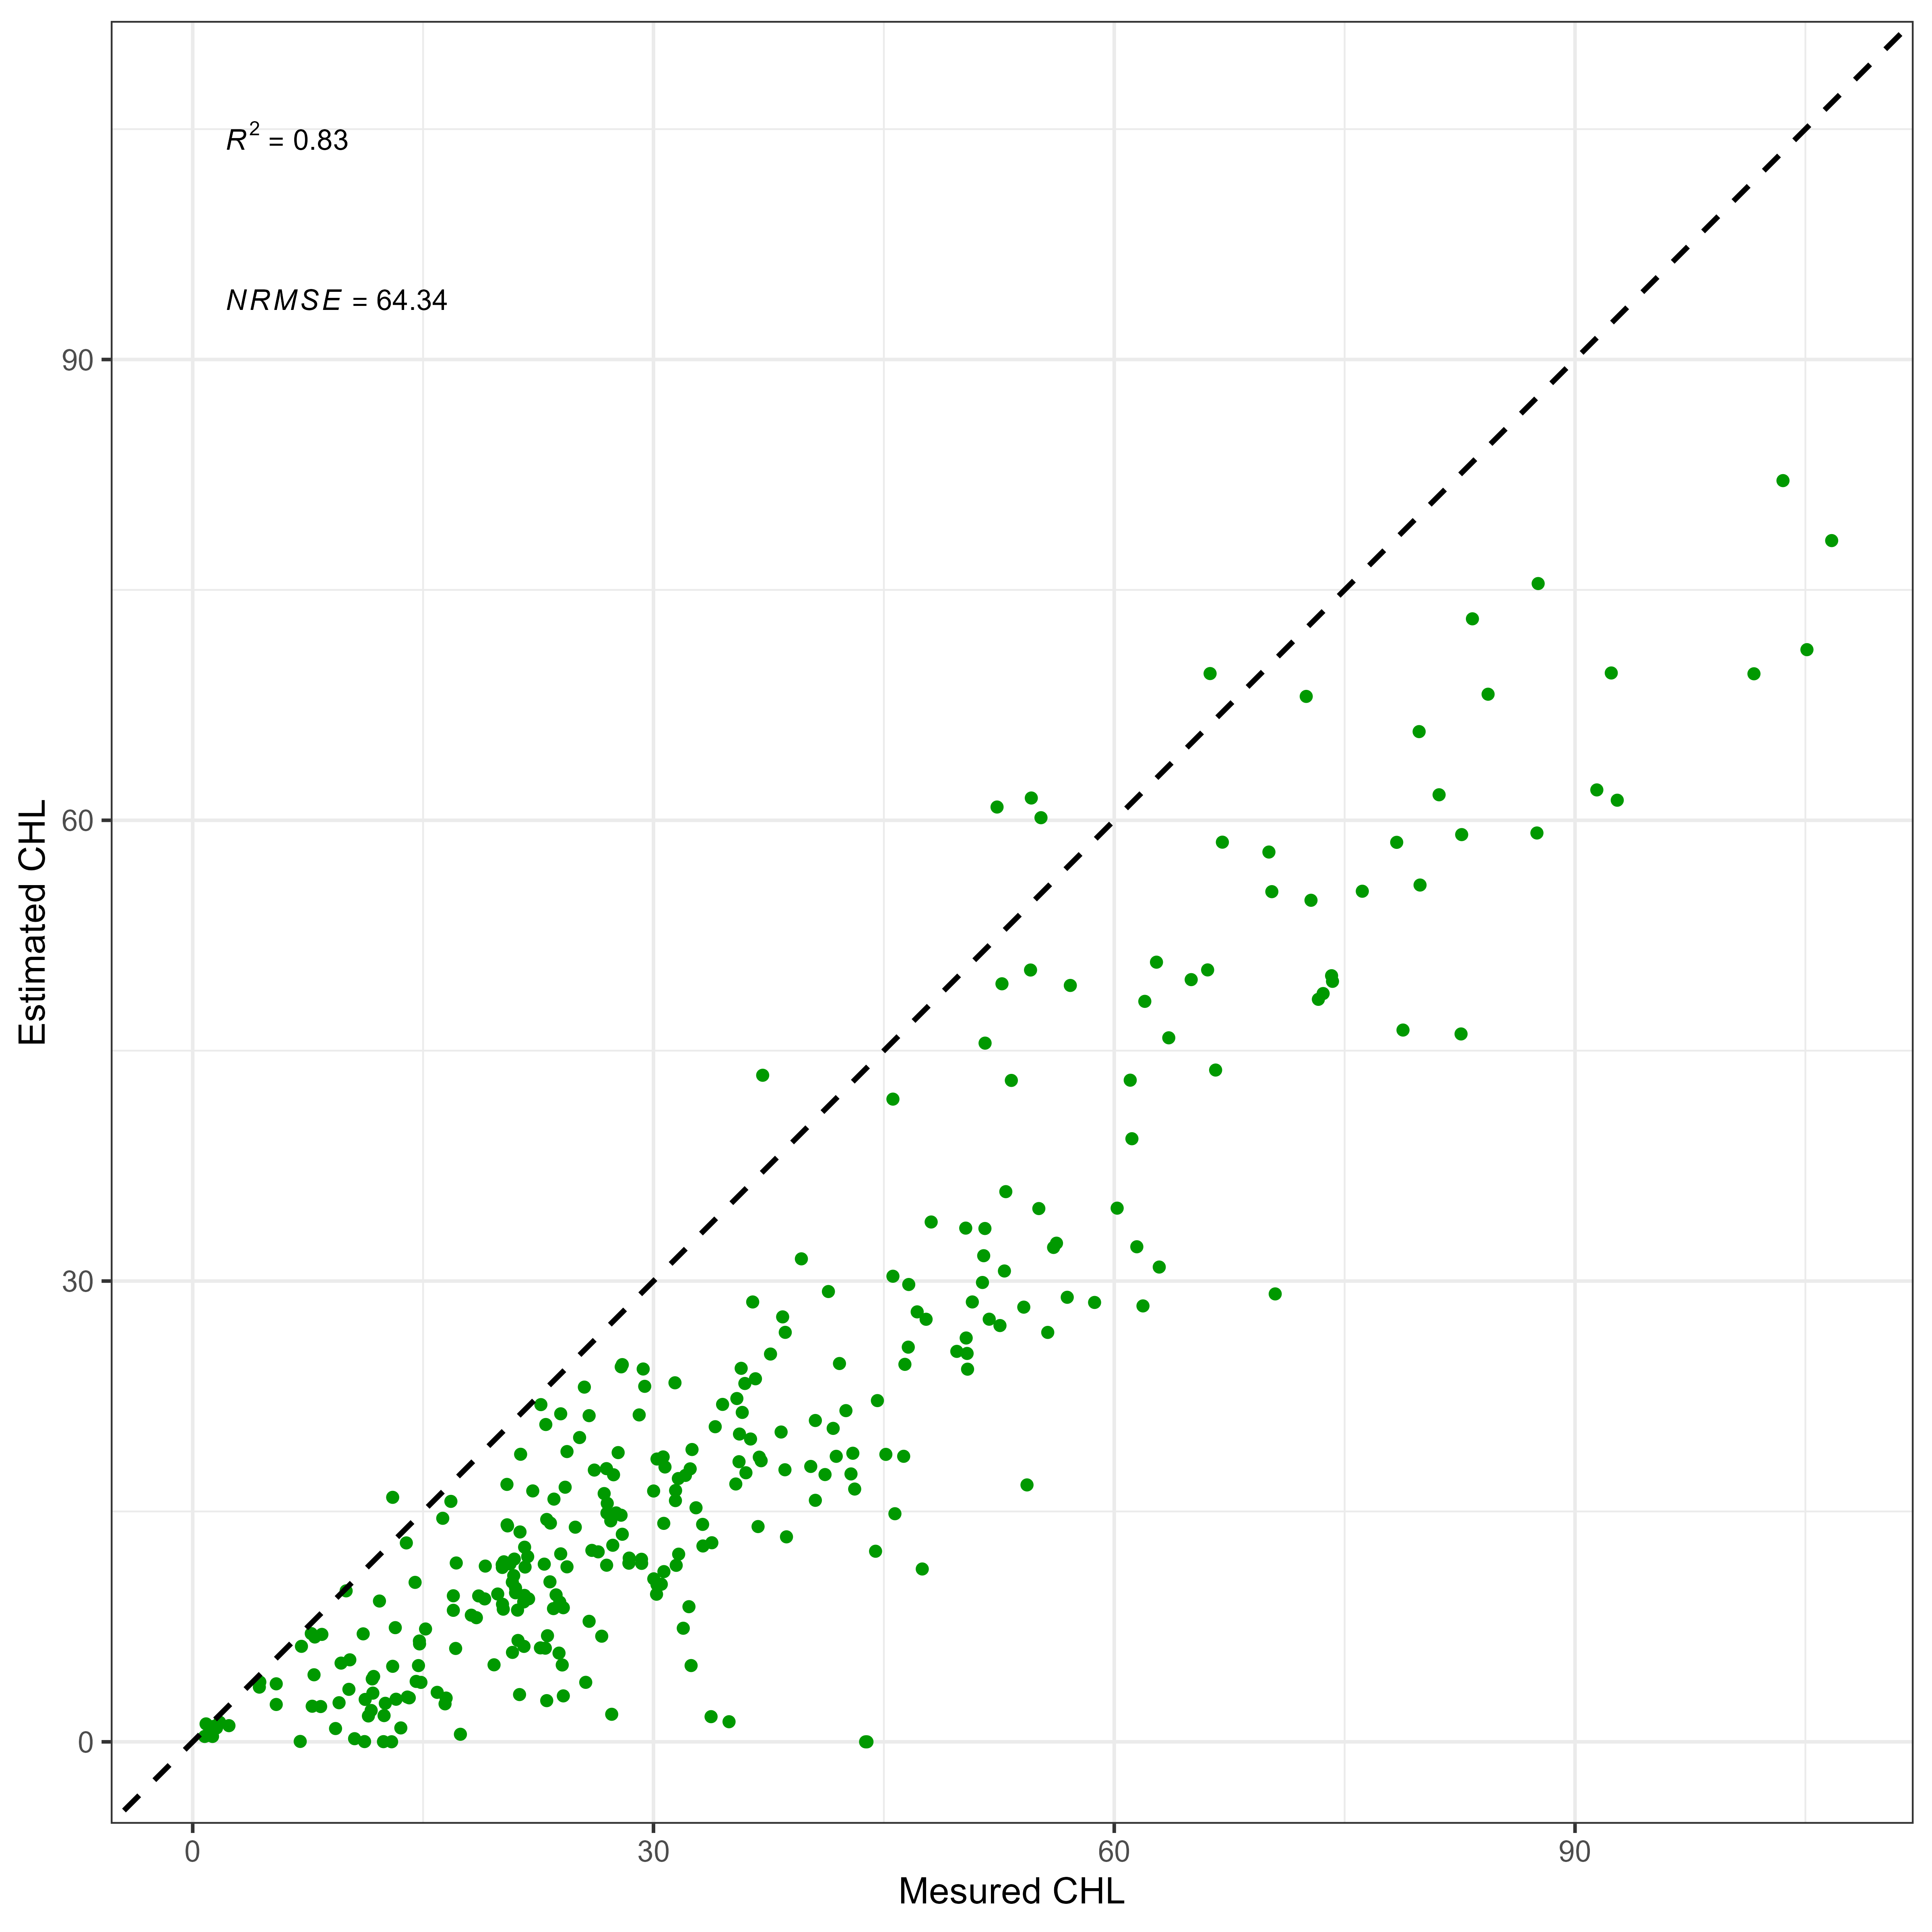 R² = 0.83
NRMSE = 64.34
90
60
30
0
Estimated CHL
0 30 60 90
Mesured CHL